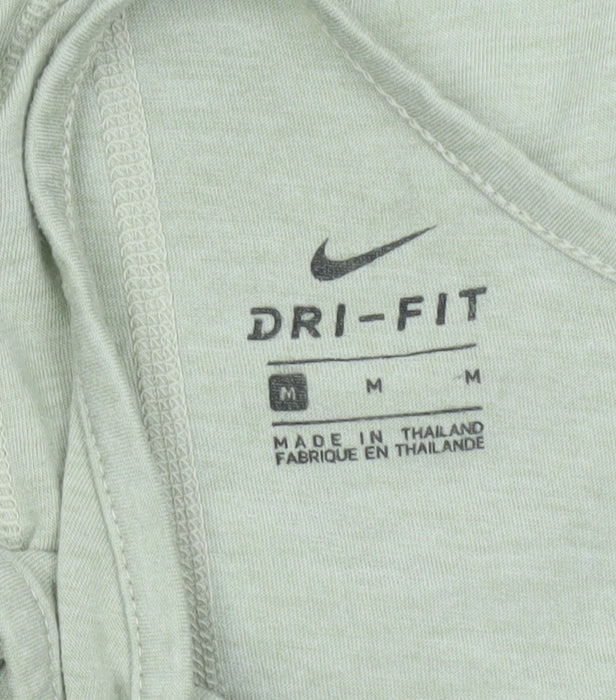 DRI-FIT
M M M
MADE IN THAILAND
FABRIQUE EN THAILANDE